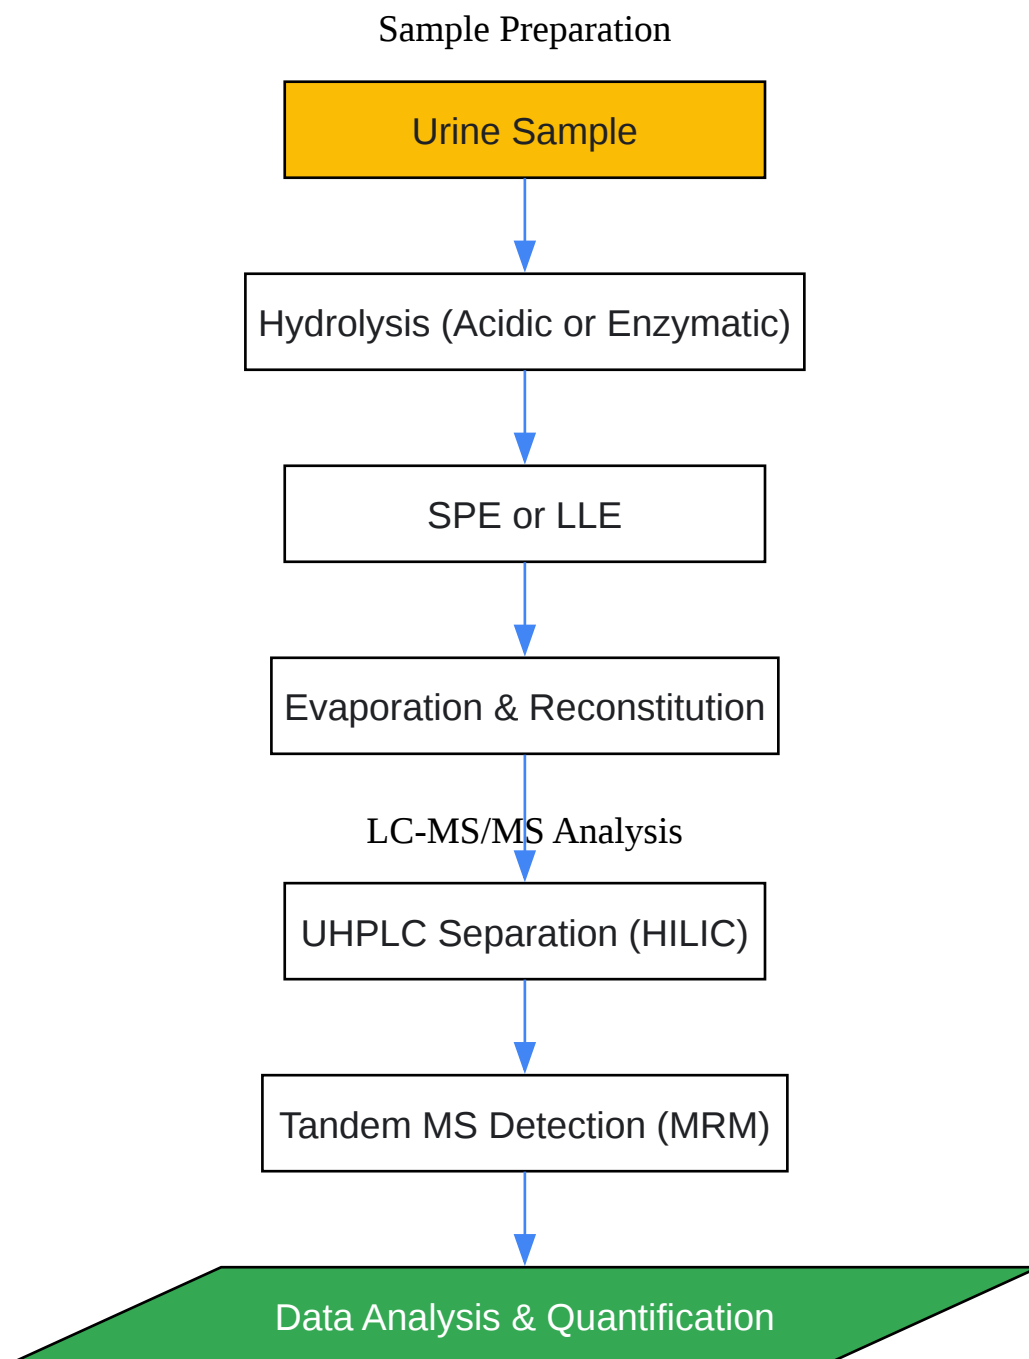 Sample Preparation
Urine Sample
Hydrolysis (Acidic or Enzymatic)
SPE or LLE
Evaporation & Reconstitution
LC-MS/MS Analysis
UHPLC Separation (HILIC)
Tandem MS Detection (MRM)
Data Analysis & Quantification